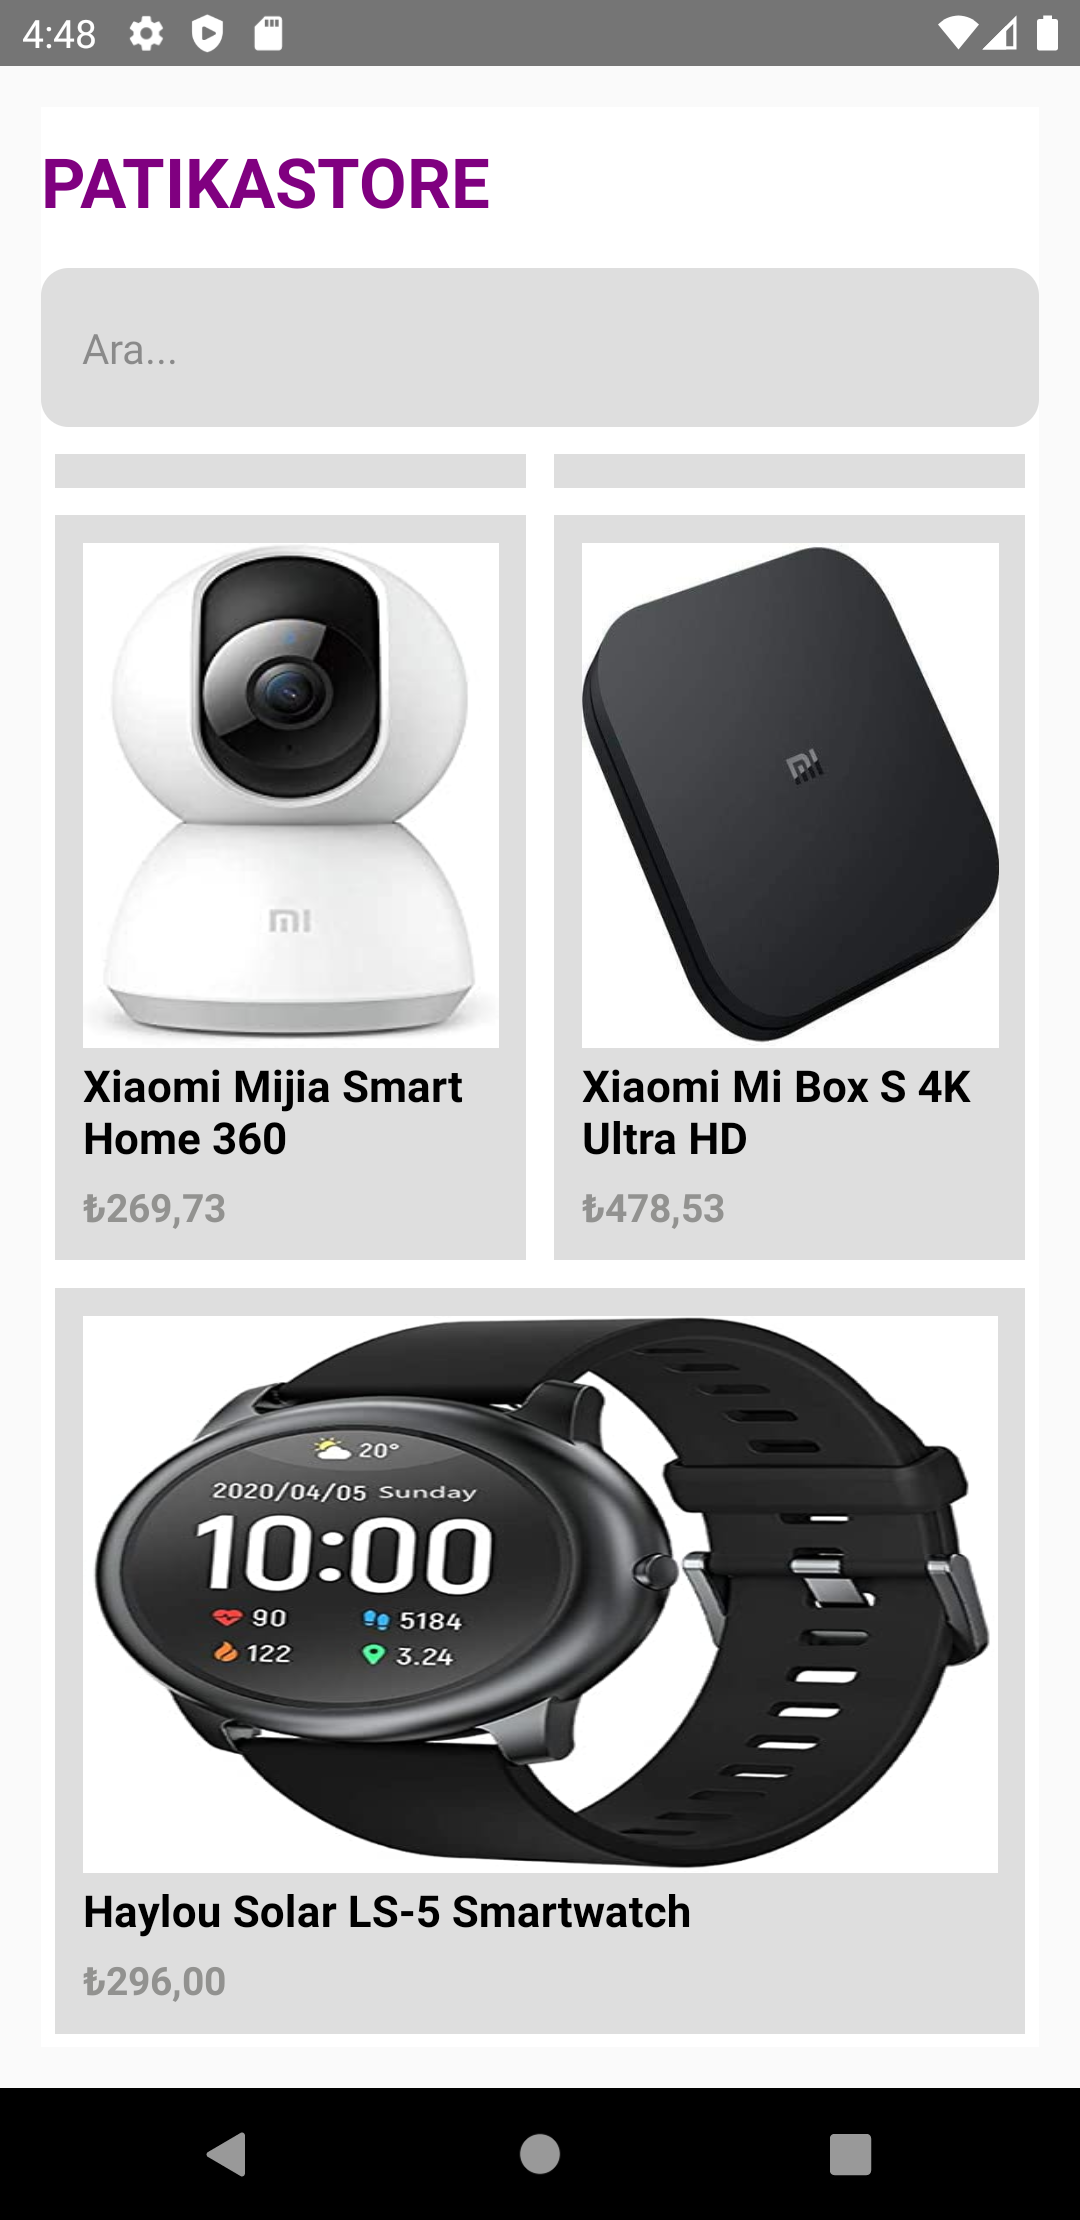 4:48
PATIKASTORE
Ara...
mi
mi
Xiaomi Mijia Smart
Home 360
₺269,73
Xiaomi Mi Box S 4K
Ultra HD
₺478,53
20°
2020/04/05 Sunday
10:00
90 5184
122 3.24
Haylou Solar LS-5 Smartwatch
₺296,00